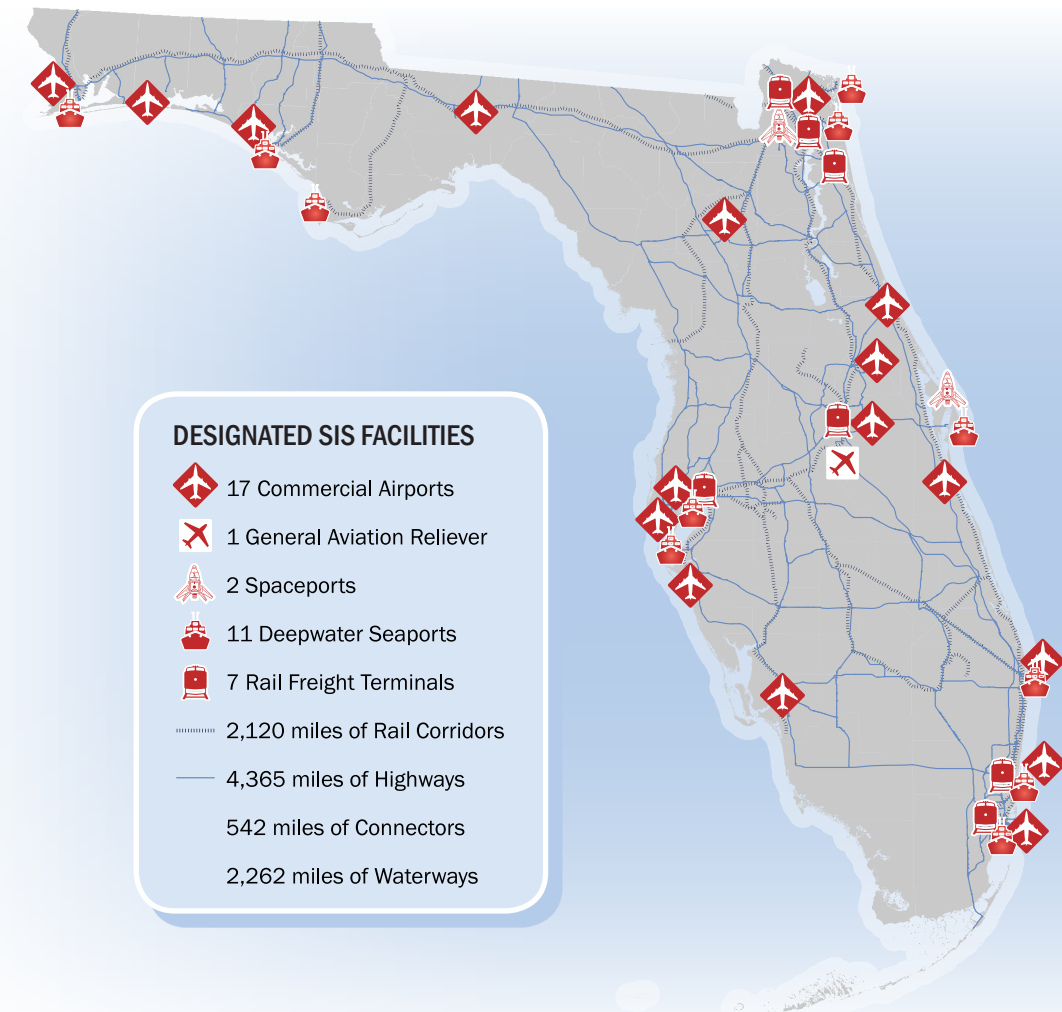 DESIGNATED SIS FACILITIES
17 Commercial Airports
1 General Aviation Reliever
2 Spaceports
11 Deepwater Seaports
7 Rail Freight Terminals
2,120 miles of Rail Corridors
4,365 miles of Highways
542 miles of Connectors
2,262 miles of Waterways